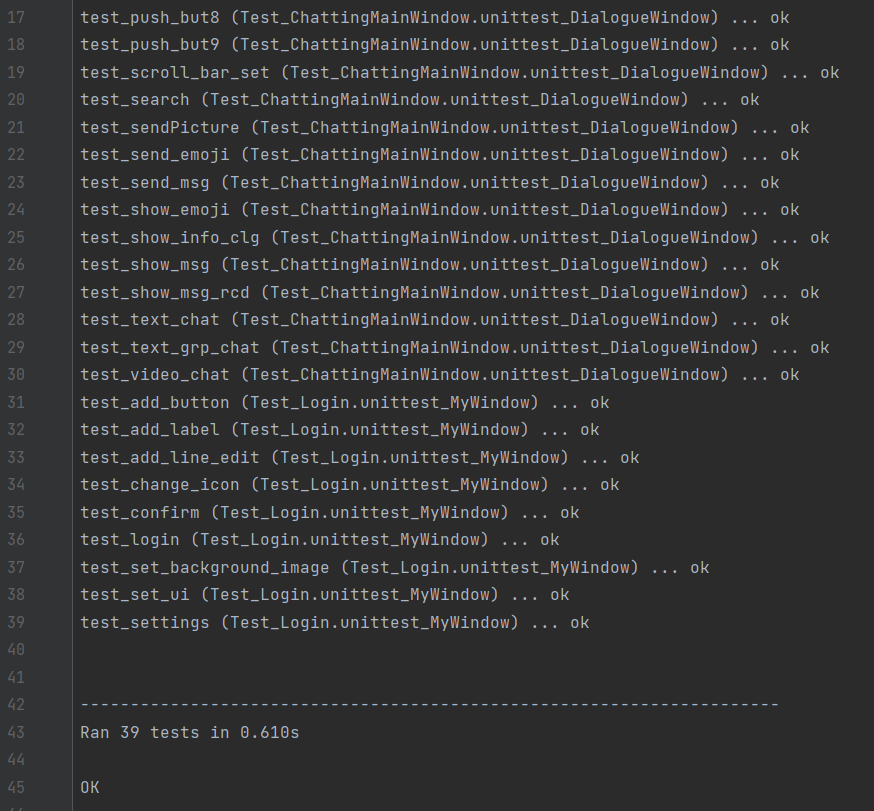 17 test_push_but8 (Test_ChattingMainWindow.unittest_DialogueWindow) ... ok
18 test_push_but9 (Test_ChattingMainWindow.unittest_DialogueWindow) ... ok
19 test_scroll_bar_set (Test_ChattingMainWindow.unittest_DialogueWindow) ... ok
20 test_search (Test_ChattingMainWindow.unittest_DialogueWindow) ... ok
21 test_sendPicture (Test_ChattingMainWindow.unittest_DialogueWindow) ... ok
22 test_send_emoji (Test_ChattingMainWindow.unittest_DialogueWindow) ... ok
23 test_send_msg (Test_ChattingMainWindow.unittest_DialogueWindow) ... ok
24 test_show_emoji (Test_ChattingMainWindow.unittest_DialogueWindow) ... ok
25 test_show_info_clg (Test_ChattingMainWindow.unittest_DialogueWindow) ... ok
26 test_show_msg (Test_ChattingMainWindow.unittest_DialogueWindow) ... ok
27 test_show_msg_rcd (Test_ChattingMainWindow.unittest_DialogueWindow) ... ok
28 test_text_chat (Test_ChattingMainWindow.unittest_DialogueWindow) ... ok
29 test_text_grp_chat (Test_ChattingMainWindow.unittest_DialogueWindow) ... ok
30 test_video_chat (Test_ChattingMainWindow.unittest_DialogueWindow) ... ok
31 test_add_button (Test_Login.unittest_MyWindow) ... ok
32 test_add_label (Test_Login.unittest_MyWindow) ... ok
33 test_add_line_edit (Test_Login.unittest_MyWindow) ... ok
34 test_change_icon (Test_Login.unittest_MyWindow) ... ok
35 test_confirm (Test_Login.unittest_MyWindow) ... ok
36 test_login (Test_Login.unittest_MyWindow) ... ok
37 test_set_background_image (Test_Login.unittest_MyWindow) ... ok
38 test_set_ui (Test_Login.unittest_MyWindow) ... ok
39 test_settings (Test_Login.unittest_MyWindow) ... ok
40
41
42 ----------------------------------------------------------------------
43 Ran 39 tests in 0.610s
44
45 OK